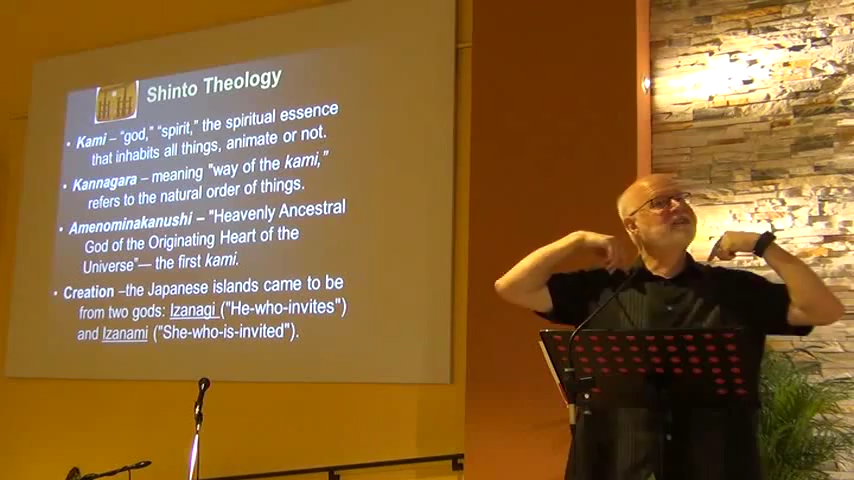 Shinto Theology
• Kami – "god," "spirit," the spiritual essence
that inhabits all things, animate or not.
• Kannagara – meaning "way of the kami,"
refers to the natural order of things.
• Amenominakanushi – "Heavenly Ancestral
God of the Originating Heart of the
Universe"— the first kami.
• Creation –the Japanese islands came to be
from two gods: Izanagi ("He-who-invites")
and Izanami ("She-who-is-invited").